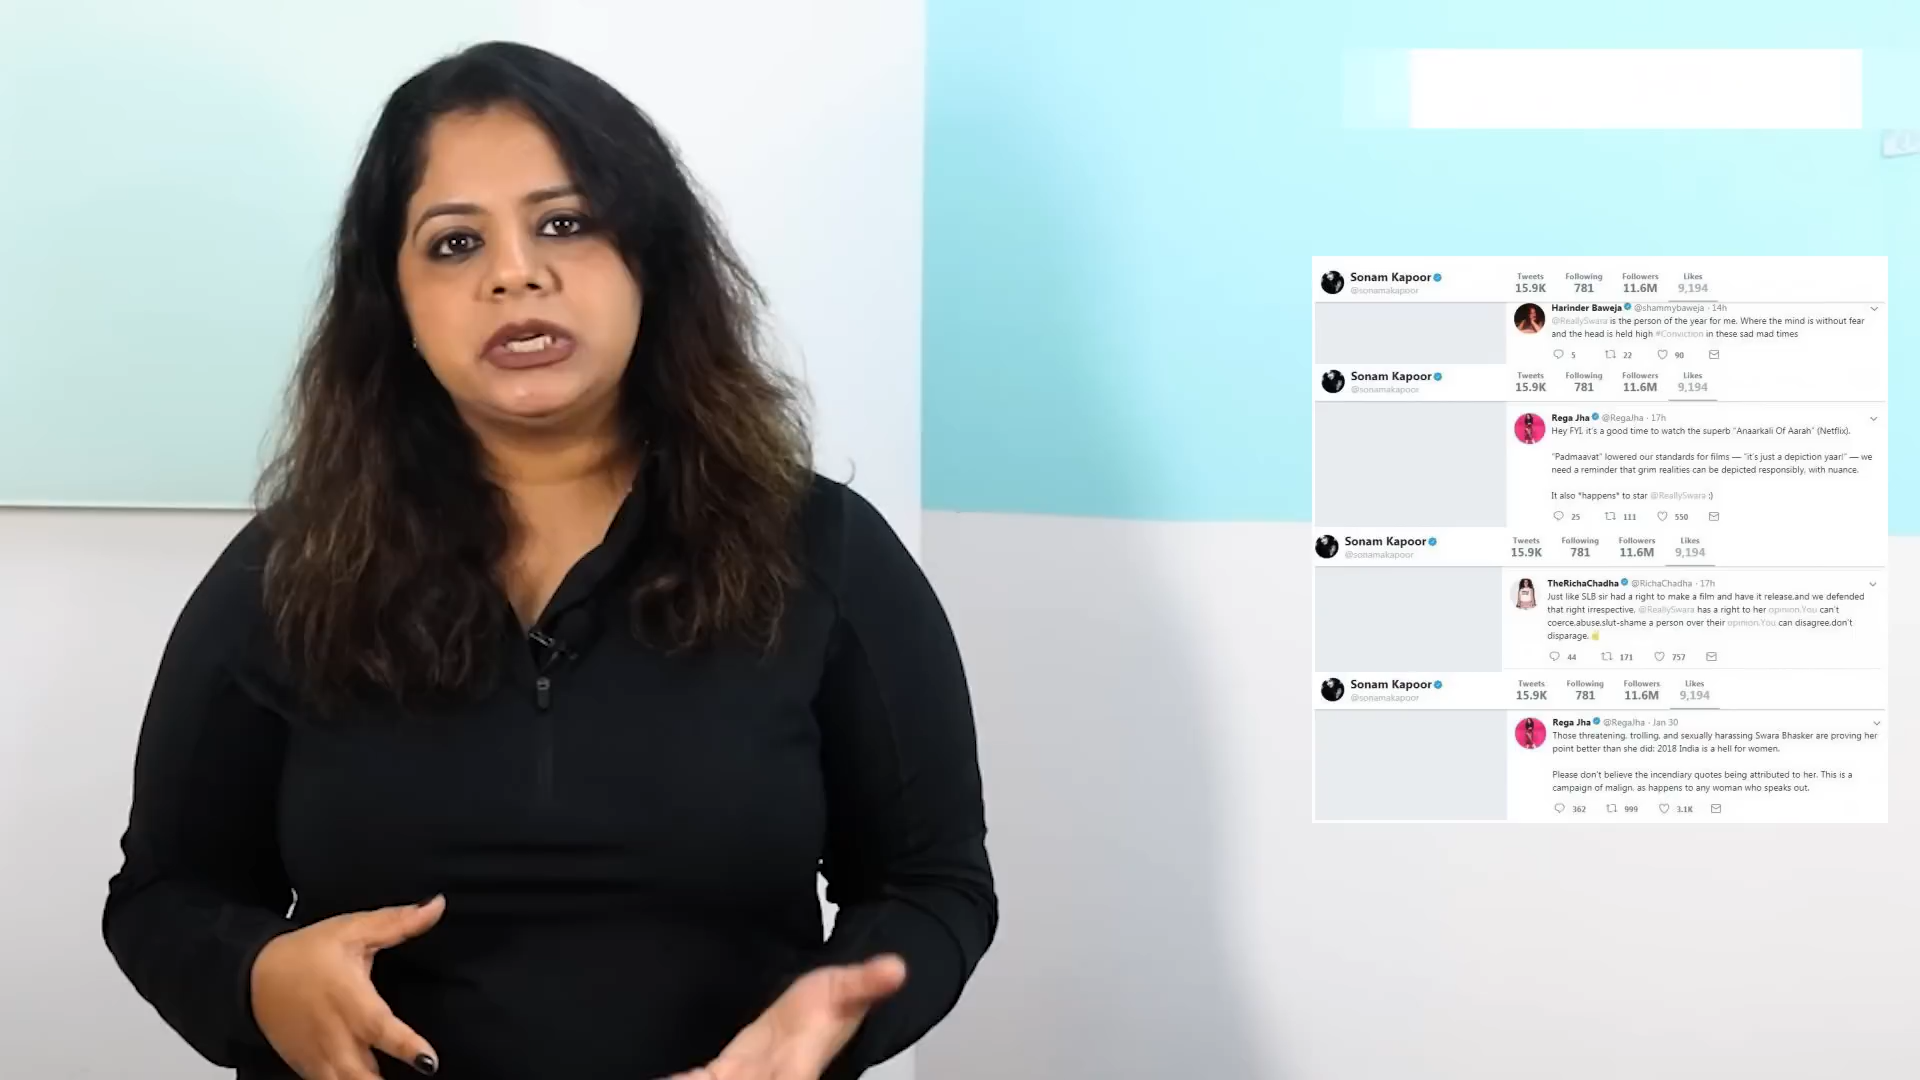 Sonam Kapoor
@sonamakapoor
Tweets Following Followers Likes
15.9K 781 11.6M 9,194
Harinder Baweja @shammybaweja · 14h
@ReallySwara is the person of the year for me. Where the mind is without fear
and the head is held high #Conviction in these sad mad times
5 22 90
Sonam Kapoor
@sonamakapoor
Tweets Following Followers Likes
15.9K 781 11.6M 9,194
Rega Jha @RegaJha · 17h
Hey FYI, it's a good time to watch the superb "Anaarkali Of Aarah" (Netflix).
"Padmaavat" lowered our standards for films — "it's just a depiction yaar!" — we
need a reminder that grim realities can be depicted responsibly, with nuance.
It also *happens* to star @ReallySwara :)
25 111 550
Sonam Kapoor
@sonamakapoor
Tweets Following Followers Likes
15.9K 781 11.6M 9,194
TheRichaChadha @RichaChadha · 17h
Just like SLB sir had a right to make a film and have it release,and we defended
that right irrespective, @ReallySwara has a right to her opinion.You can't
coerce,abuse,slut-shame a person over their opinion.You can disagree,don't
disparage.✌
44 171 757
Sonam Kapoor
@sonamakapoor
Tweets Following Followers Likes
15.9K 781 11.6M 9,194
Rega Jha @RegaJha · Jan 30
Those threatening, trolling, and sexually harassing Swara Bhasker are proving her
point better than she did: 2018 India is a hell for women.
Please don't believe the incendiary quotes being attributed to her. This is a
campaign of malign, as happens to any woman who speaks out.
362 999 3.1K